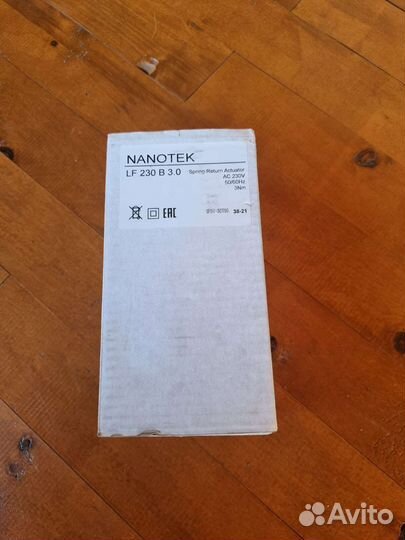 NANOTEK
LF 230 B 3.0 Spring Return Actuator
AC 230V
50/60Hz
3Nm
EAC
38-21
Avito